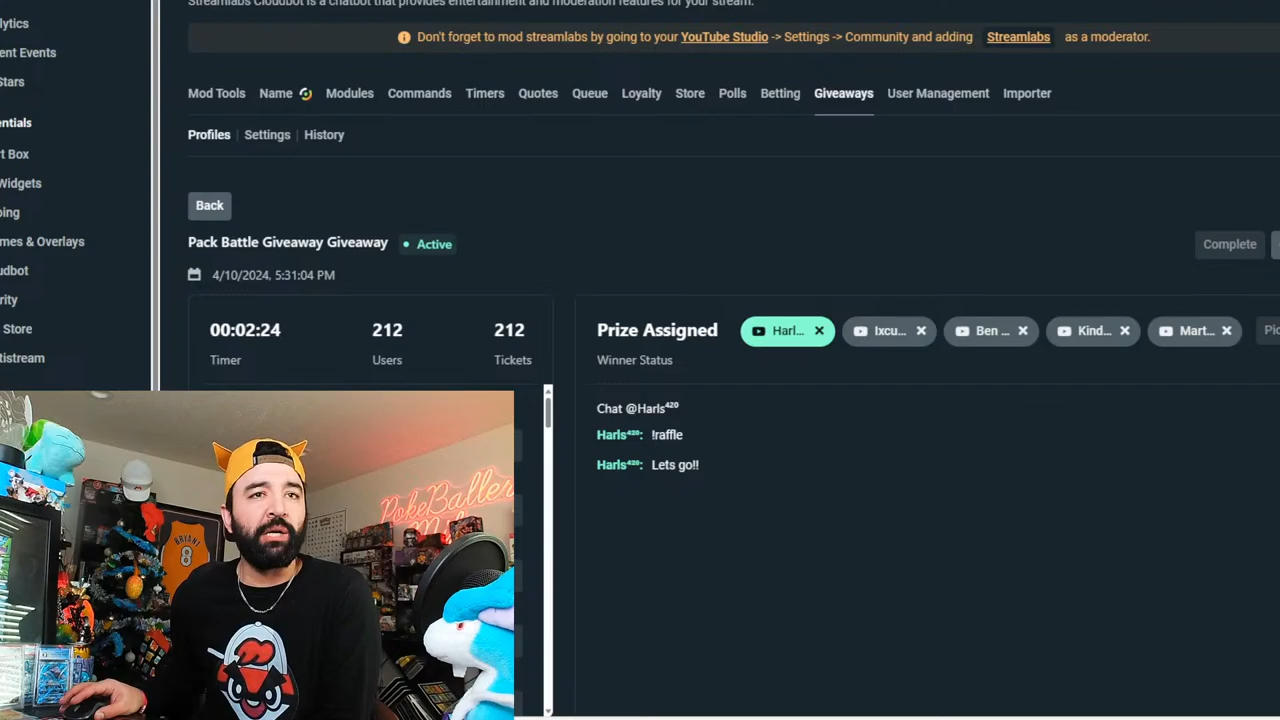 Streamlabs Cloudbot is a chatbot that provides entertainment and moderation features for your stream.
Don't forget to mod streamlabs by going to your YouTube Studio -> Settings -> Community and adding Streamlabs as a moderator.
Mod Tools Name Modules Commands Timers Quotes Queue Loyalty Store Polls Betting Giveaways User Management Importer
Profiles Settings History
lytics
ent Events
Stars
entials
t Box
Widgets
ping
mes & Overlays
udbot
rity
Store
tistream
Back
Pack Battle Giveaway Giveaway Active
Complete
4/10/2024, 5:31:04 PM
00:02:24 212 212
Timer Users Tickets
Prize Assigned Harl... Ixcu... Ben ... Kind... Mart... Pic
Winner Status
Chat @Harls⁴²⁰
Harls⁴²⁰: !raffle
Harls⁴²⁰: Lets go!!
PokeBaller
BRYANT
8